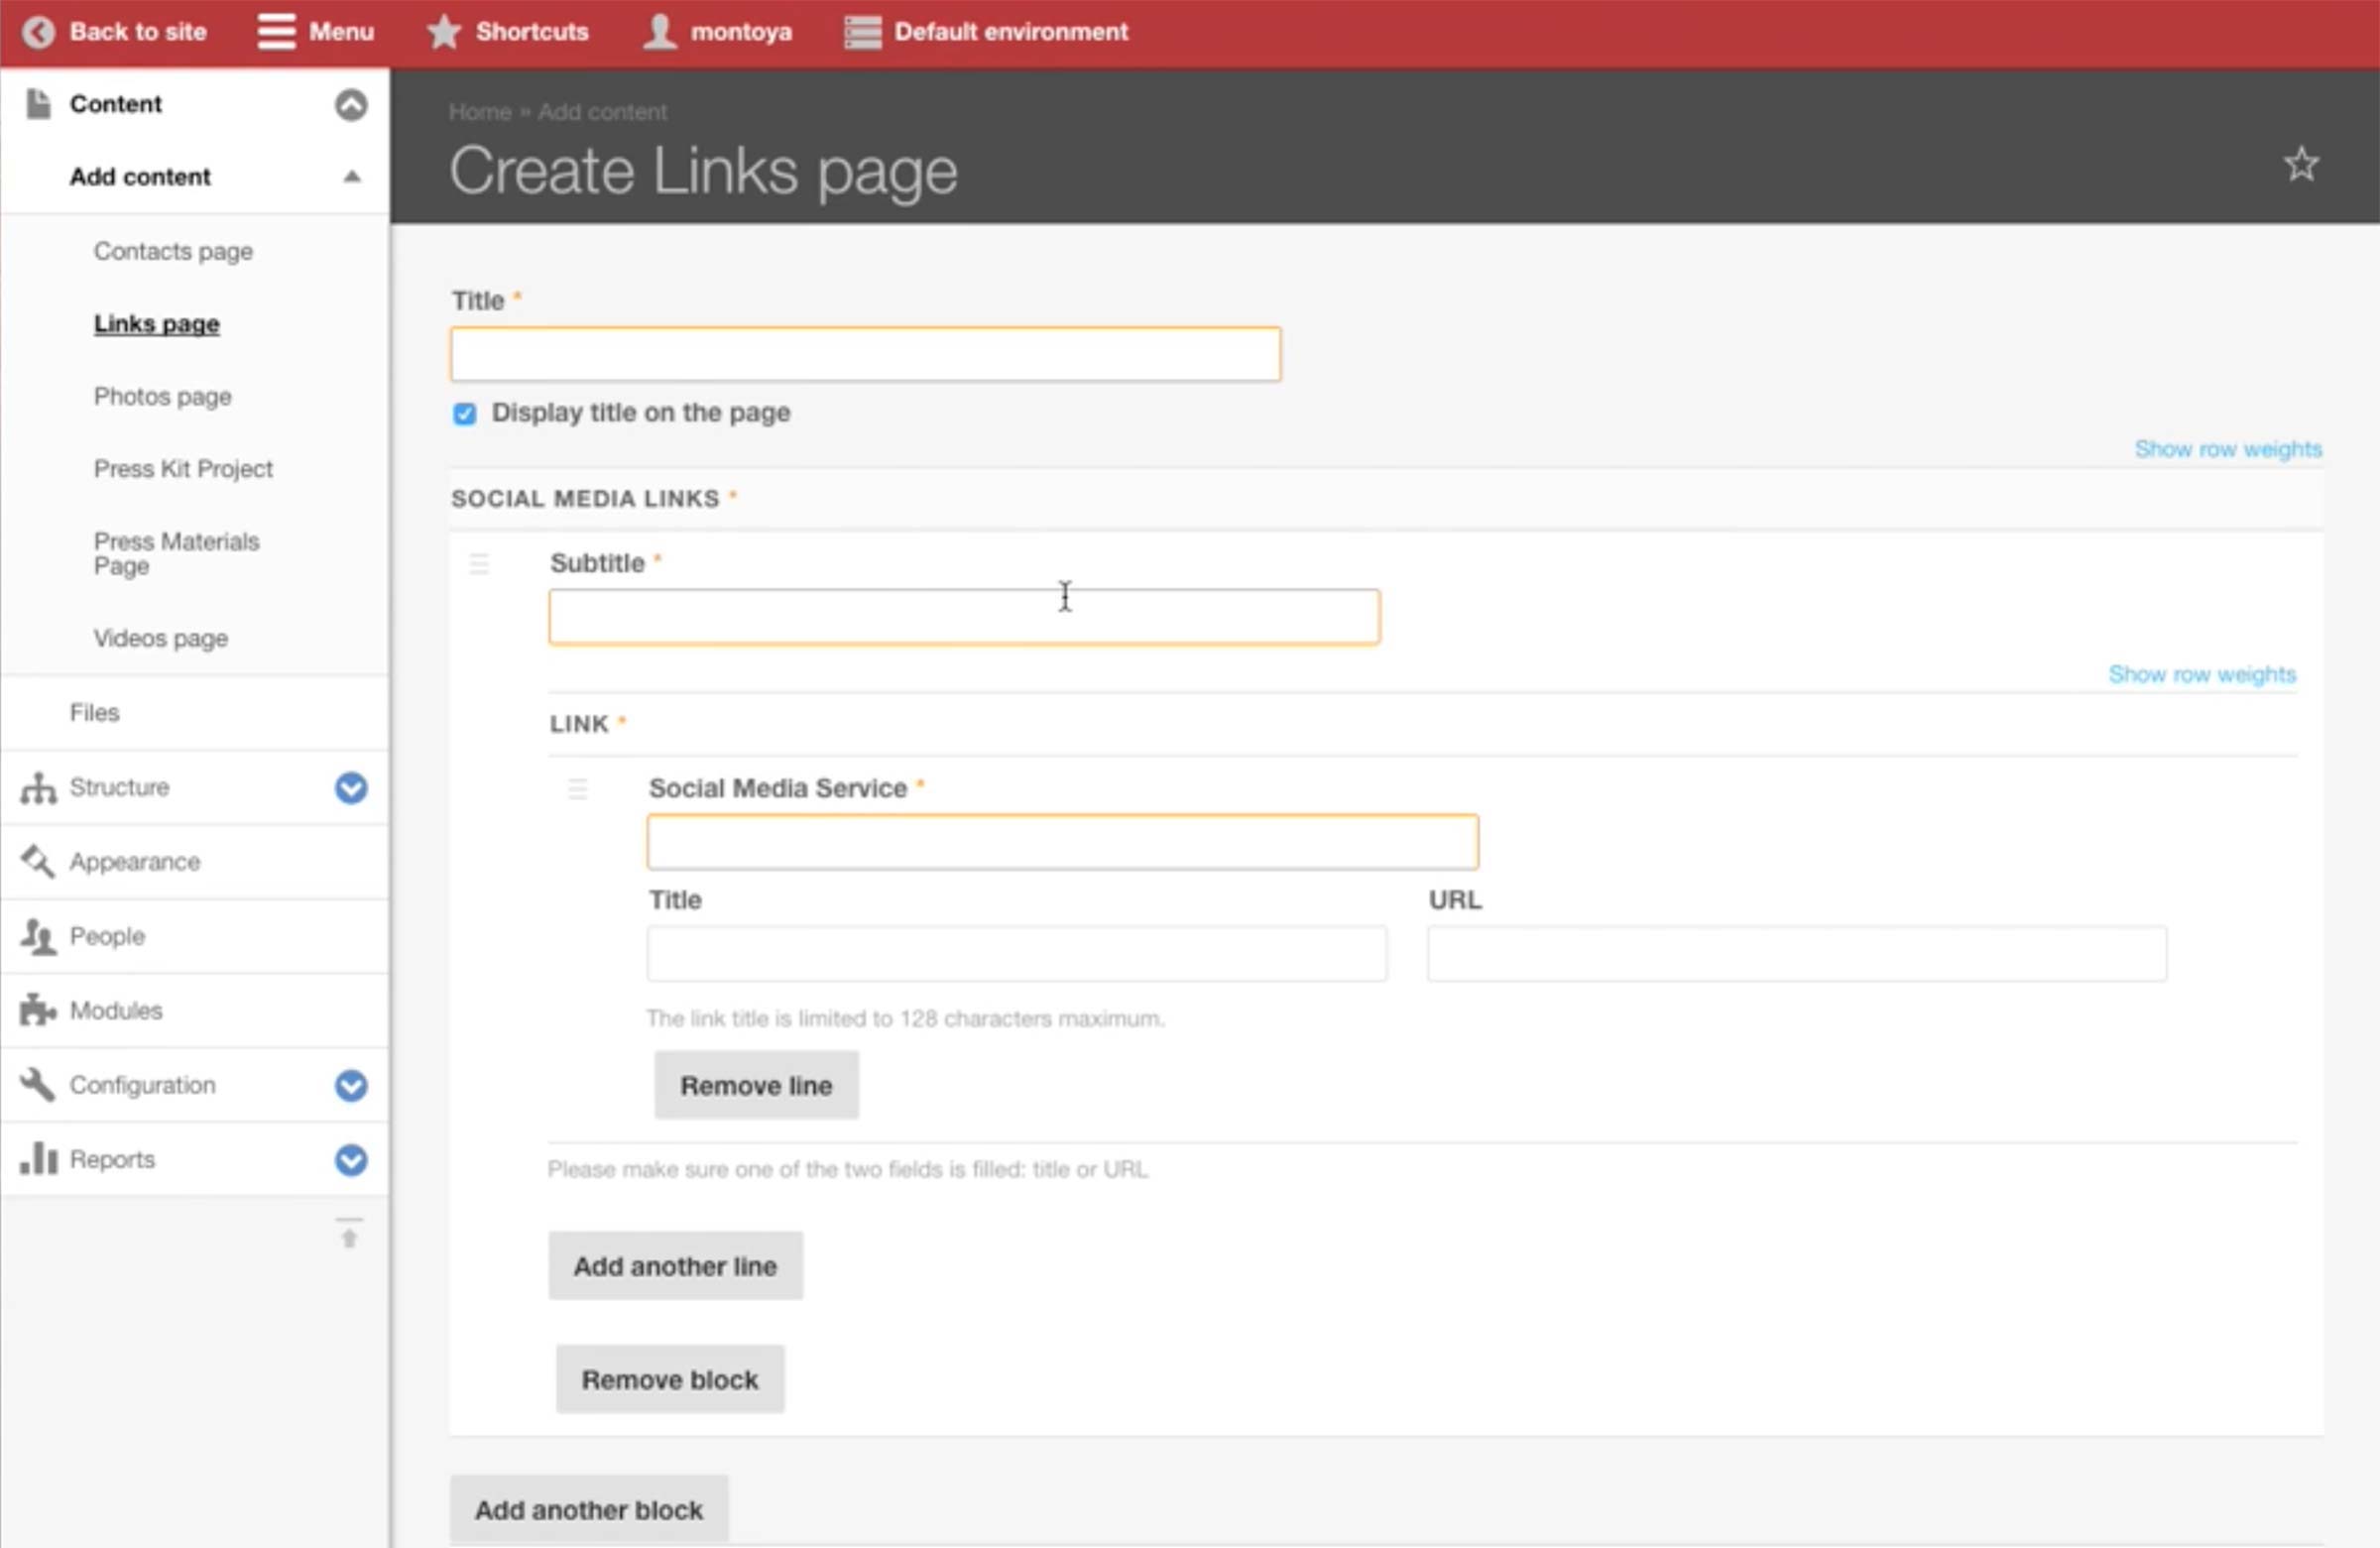 Back to site Menu Shortcuts montoya Default environment
Content
Add content
Contacts page
Links page
Photos page
Press Kit Project
Press Materials
Page
Videos page
Files
Structure
Appearance
People
Modules
Configuration
Reports
Home » Add content
Create Links page
Title *
Display title on the page
Show row weights
SOCIAL MEDIA LINKS *
Subtitle *
Show row weights
LINK *
Social Media Service *
Title URL
The link title is limited to 128 characters maximum.
Remove line
Please make sure one of the two fields is filled: title or URL
Add another line
Remove block
Add another block